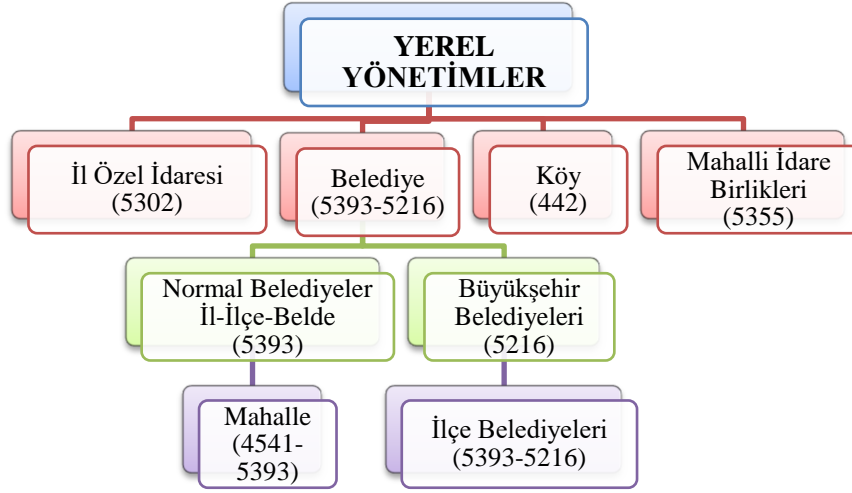 YEREL
YÖNETİMLER
İl Özel İdaresi
(5302)
Belediye
(5393-5216)
Köy
(442)
Mahalli İdare
Birlikleri
(5355)
Normal Belediyeler
İl-İlçe-Belde
(5393)
Büyükşehir
Belediyeleri
(5216)
Mahalle
(4541-
5393)
İlçe Belediyeleri
(5393-5216)